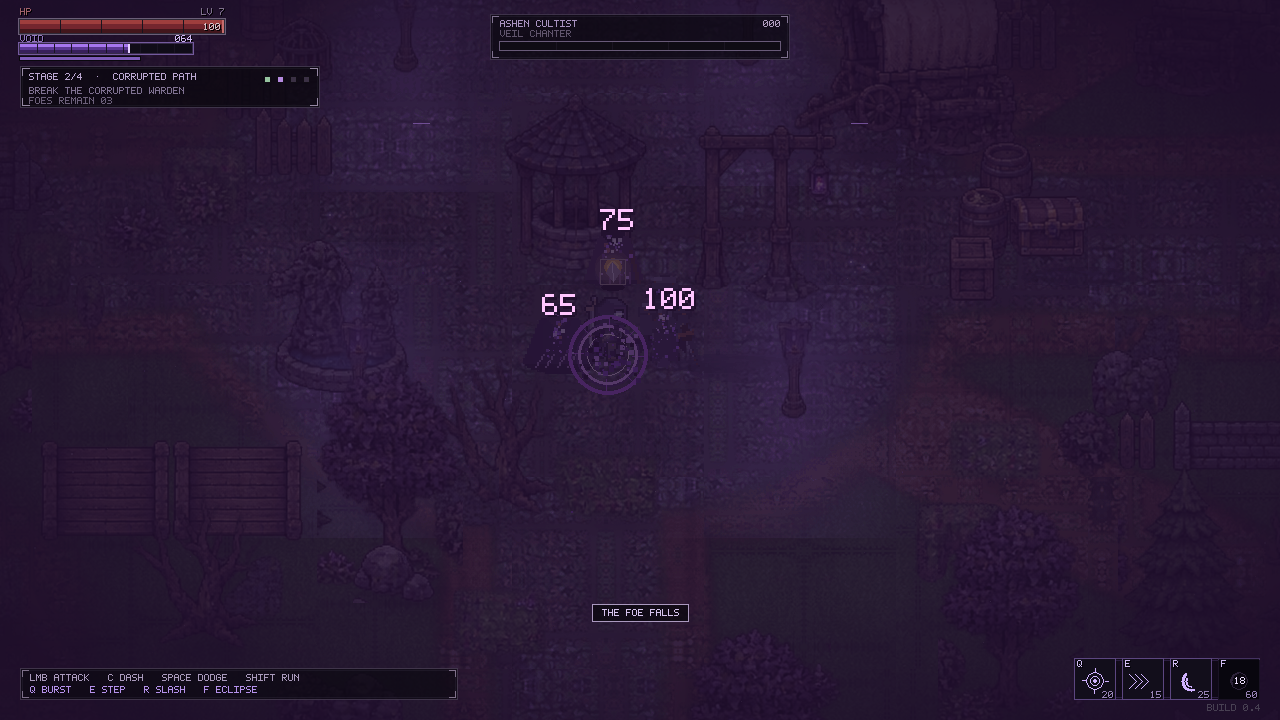 HP LV 7
100
VOID 064
STAGE 2/4 · CORRUPTED PATH
BREAK THE CORRUPTED WARDEN
FOES REMAIN 03
ASHEN CULTIST 000
VEIL CHANTER
75
65
100
THE FOE FALLS
LMB ATTACK C DASH SPACE DODGE SHIFT RUN
Q BURST E STEP R SLASH F ECLIPSE
Q E R F
18
20 15 25 60
BUILD 0.4